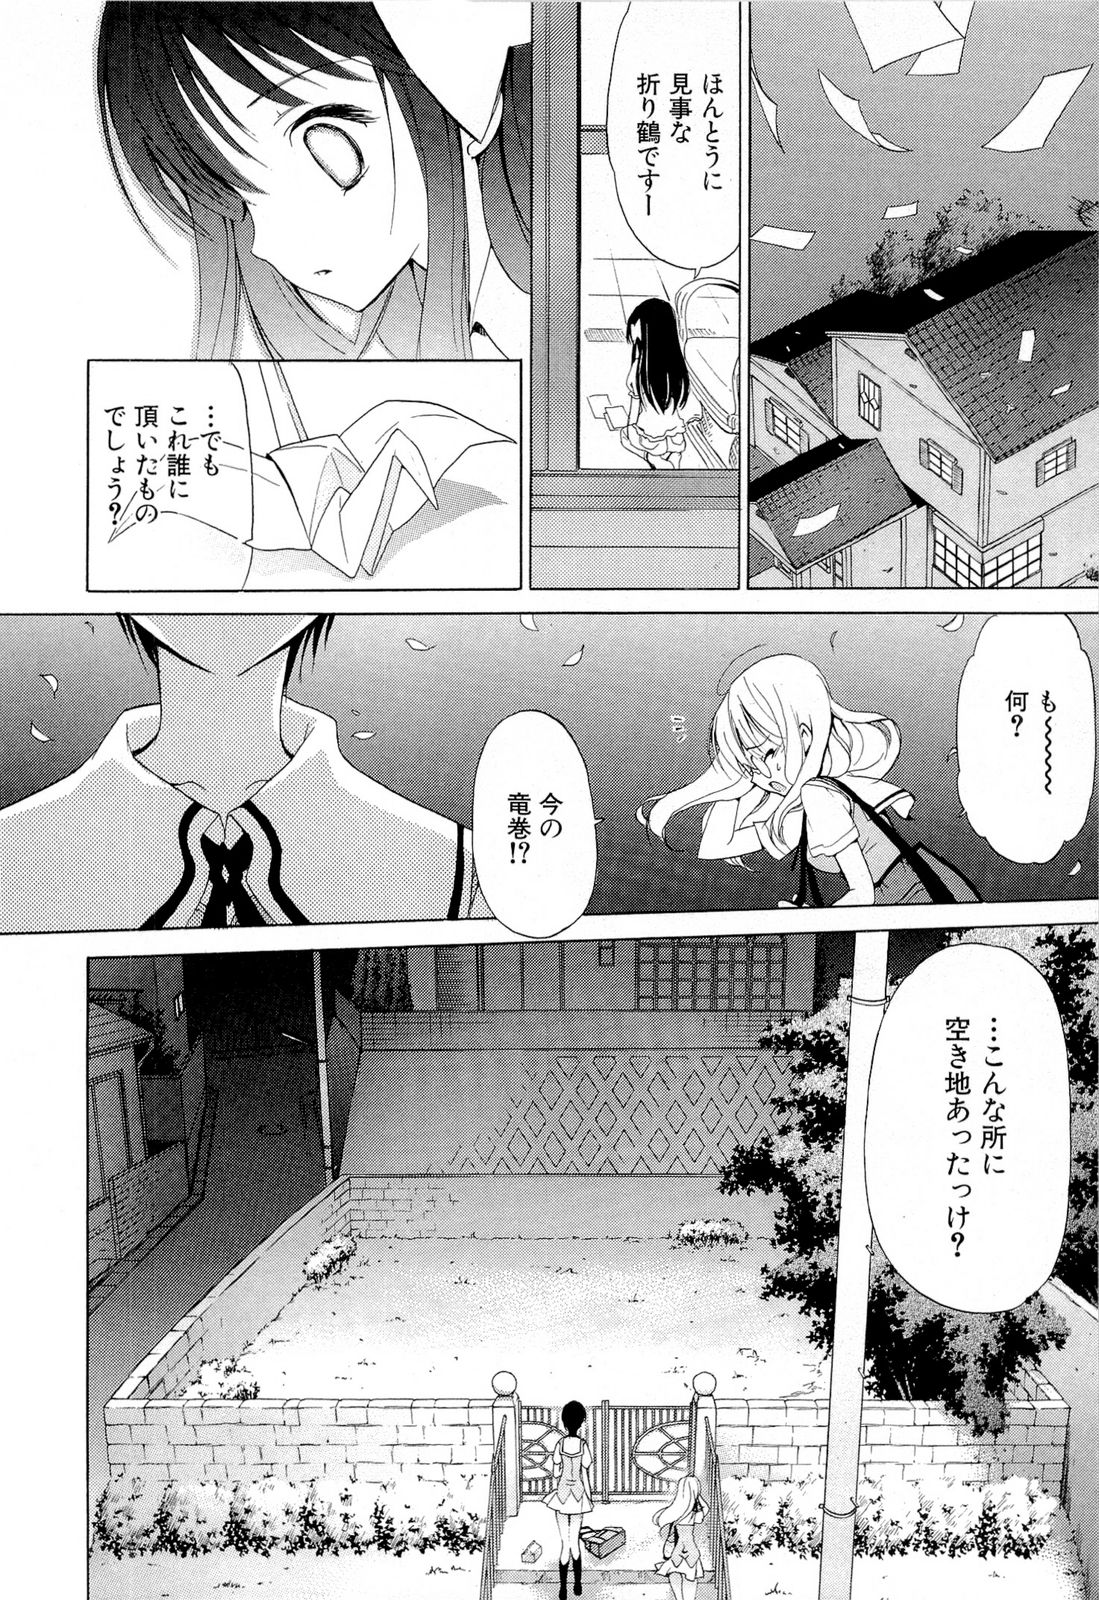 ほんとうに
見事な
折り鶴ですー
…でも
これ誰に
頂いたもの
でしょう？
も〜〜〜〜
何？
今の
竜巻!?
…こんな所に
空き地あったっけ？